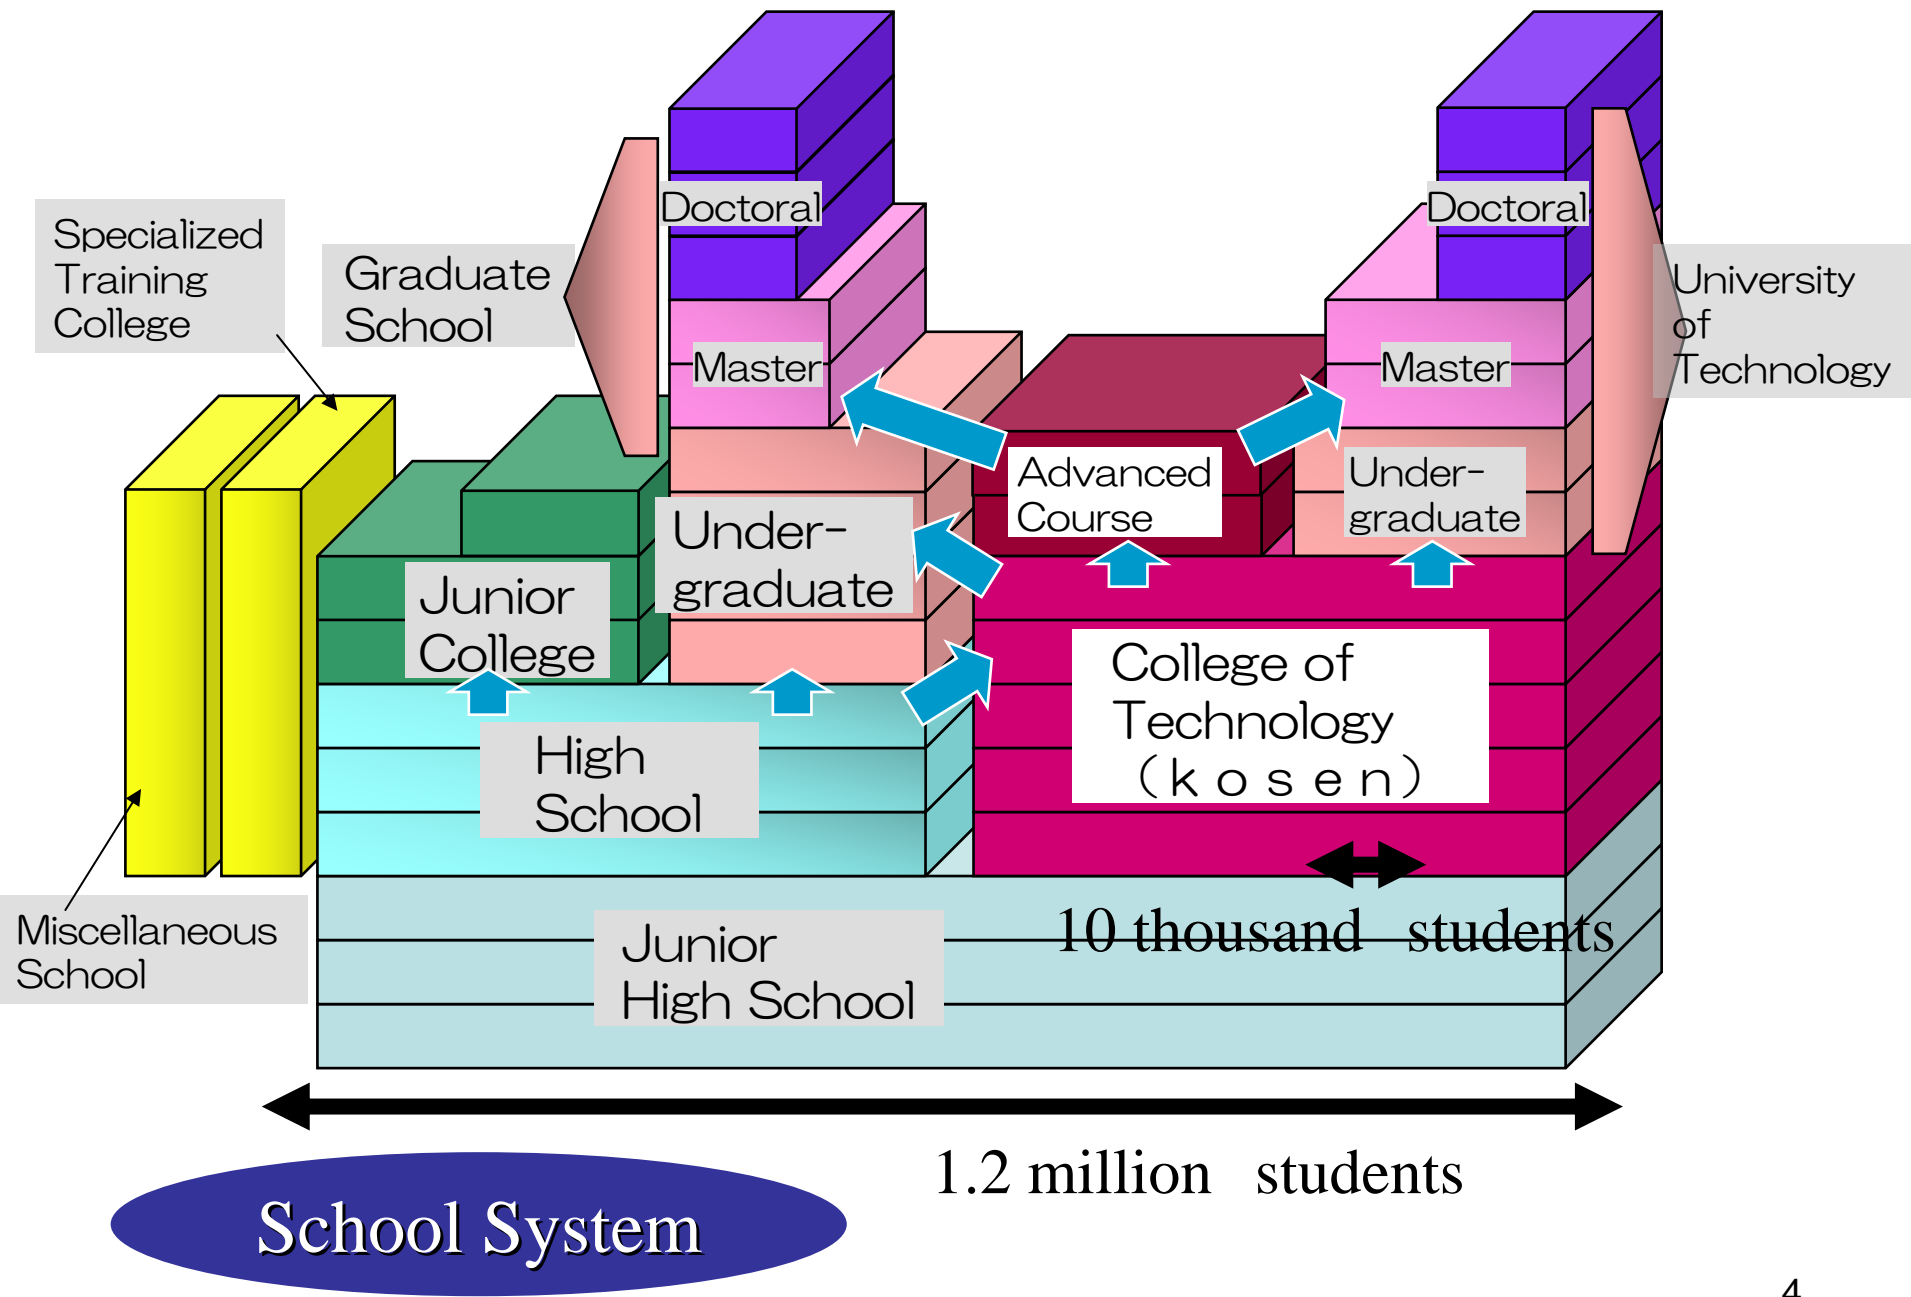 Doctoral
Doctoral
Specialized
Training
College
Graduate
School
University
of
Technology
Master
Master
Advanced
Course
Under-
graduate
Under-
graduate
Junior
College
College of
Technology
（ｋｏｓｅｎ）
High
School
10 thousand students
Miscellaneous
School
Junior
High School
1.2 million students
School System
4